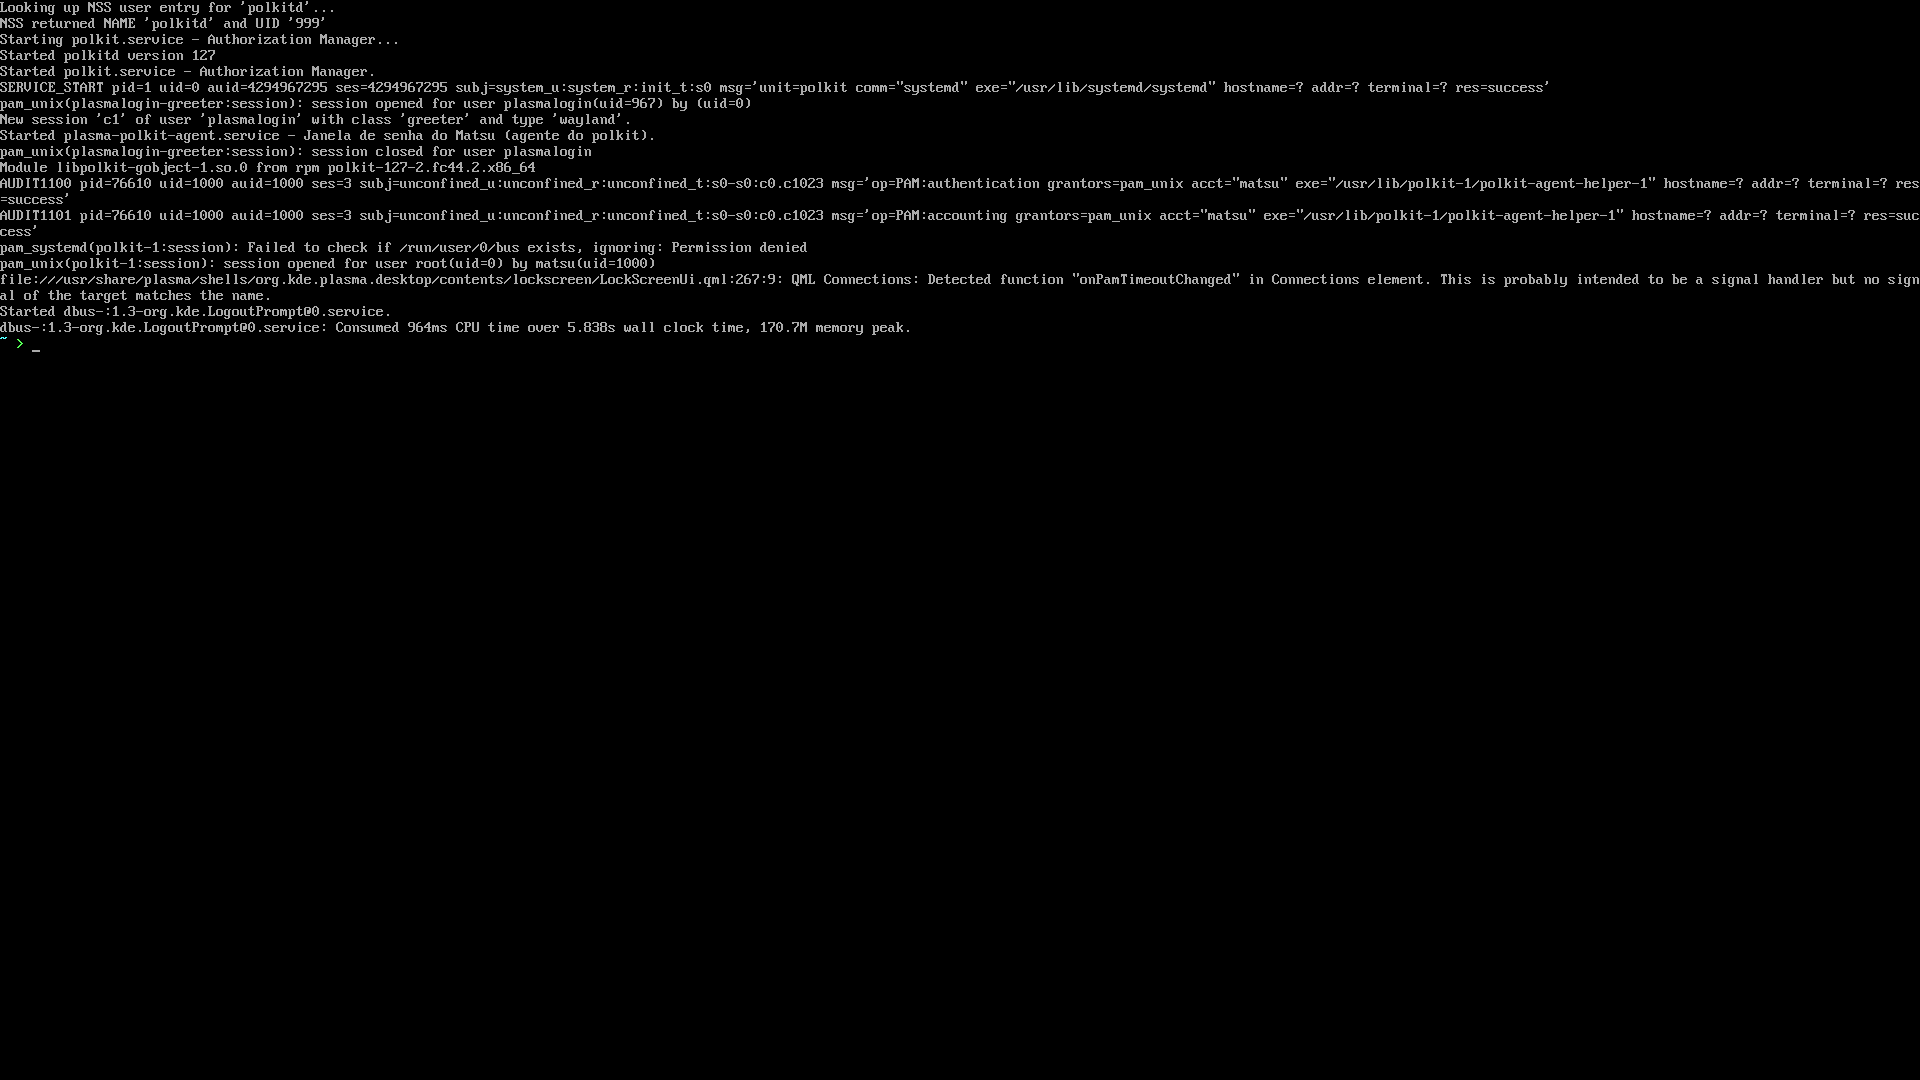 Looking up NSS user entry for 'polkitd'...
NSS returned NAME 'polkitd' and UID '999'
Starting polkit.service - Authorization Manager...
Started polkitd version 127
Started polkit.service - Authorization Manager.
SERVICE_START pid=1 uid=0 auid=4294967295 ses=4294967295 subj=system_u:system_r:init_t:s0 msg='unit=polkit comm="systemd" exe="/usr/lib/systemd/systemd" hostname=? addr=? terminal=? res=success'
pam_unix(plasmalogin-greeter:session): session opened for user plasmalogin(uid=967) by (uid=0)
New session 'c1' of user 'plasmalogin' with class 'greeter' and type 'wayland'.
Started plasma-polkit-agent.service - Janela de senha do Matsu (agente do polkit).
pam_unix(plasmalogin-greeter:session): session closed for user plasmalogin
Module libpolkit-gobject-1.so.0 from rpm polkit-127-2.fc44.2.x86_64
AUDIT1100 pid=76610 uid=1000 auid=1000 ses=3 subj=unconfined_u:unconfined_r:unconfined_t:s0-s0:c0.c1023 msg='op=PAM:authentication grantors=pam_unix acct="matsu" exe="/usr/lib/polkit-1/polkit-agent-helper-1" hostname=? addr=? terminal=? res
=success'
AUDIT1101 pid=76610 uid=1000 auid=1000 ses=3 subj=unconfined_u:unconfined_r:unconfined_t:s0-s0:c0.c1023 msg='op=PAM:accounting grantors=pam_unix acct="matsu" exe="/usr/lib/polkit-1/polkit-agent-helper-1" hostname=? addr=? terminal=? res=suc
cess'
pam_systemd(polkit-1:session): Failed to check if /run/user/0/bus exists, ignoring: Permission denied
pam_unix(polkit-1:session): session opened for user root(uid=0) by matsu(uid=1000)
file:///usr/share/plasma/shells/org.kde.plasma.desktop/contents/lockscreen/LockScreenUi.qml:267:9: QML Connections: Detected function "onPamTimeoutChanged" in Connections element. This is probably intended to be a signal handler but no sign
al of the target matches the name.
Started dbus-:1.3-org.kde.LogoutPrompt@0.service.
dbus-:1.3-org.kde.LogoutPrompt@0.service: Consumed 964ms CPU time over 5.838s wall clock time, 170.7M memory peak.
~ > _